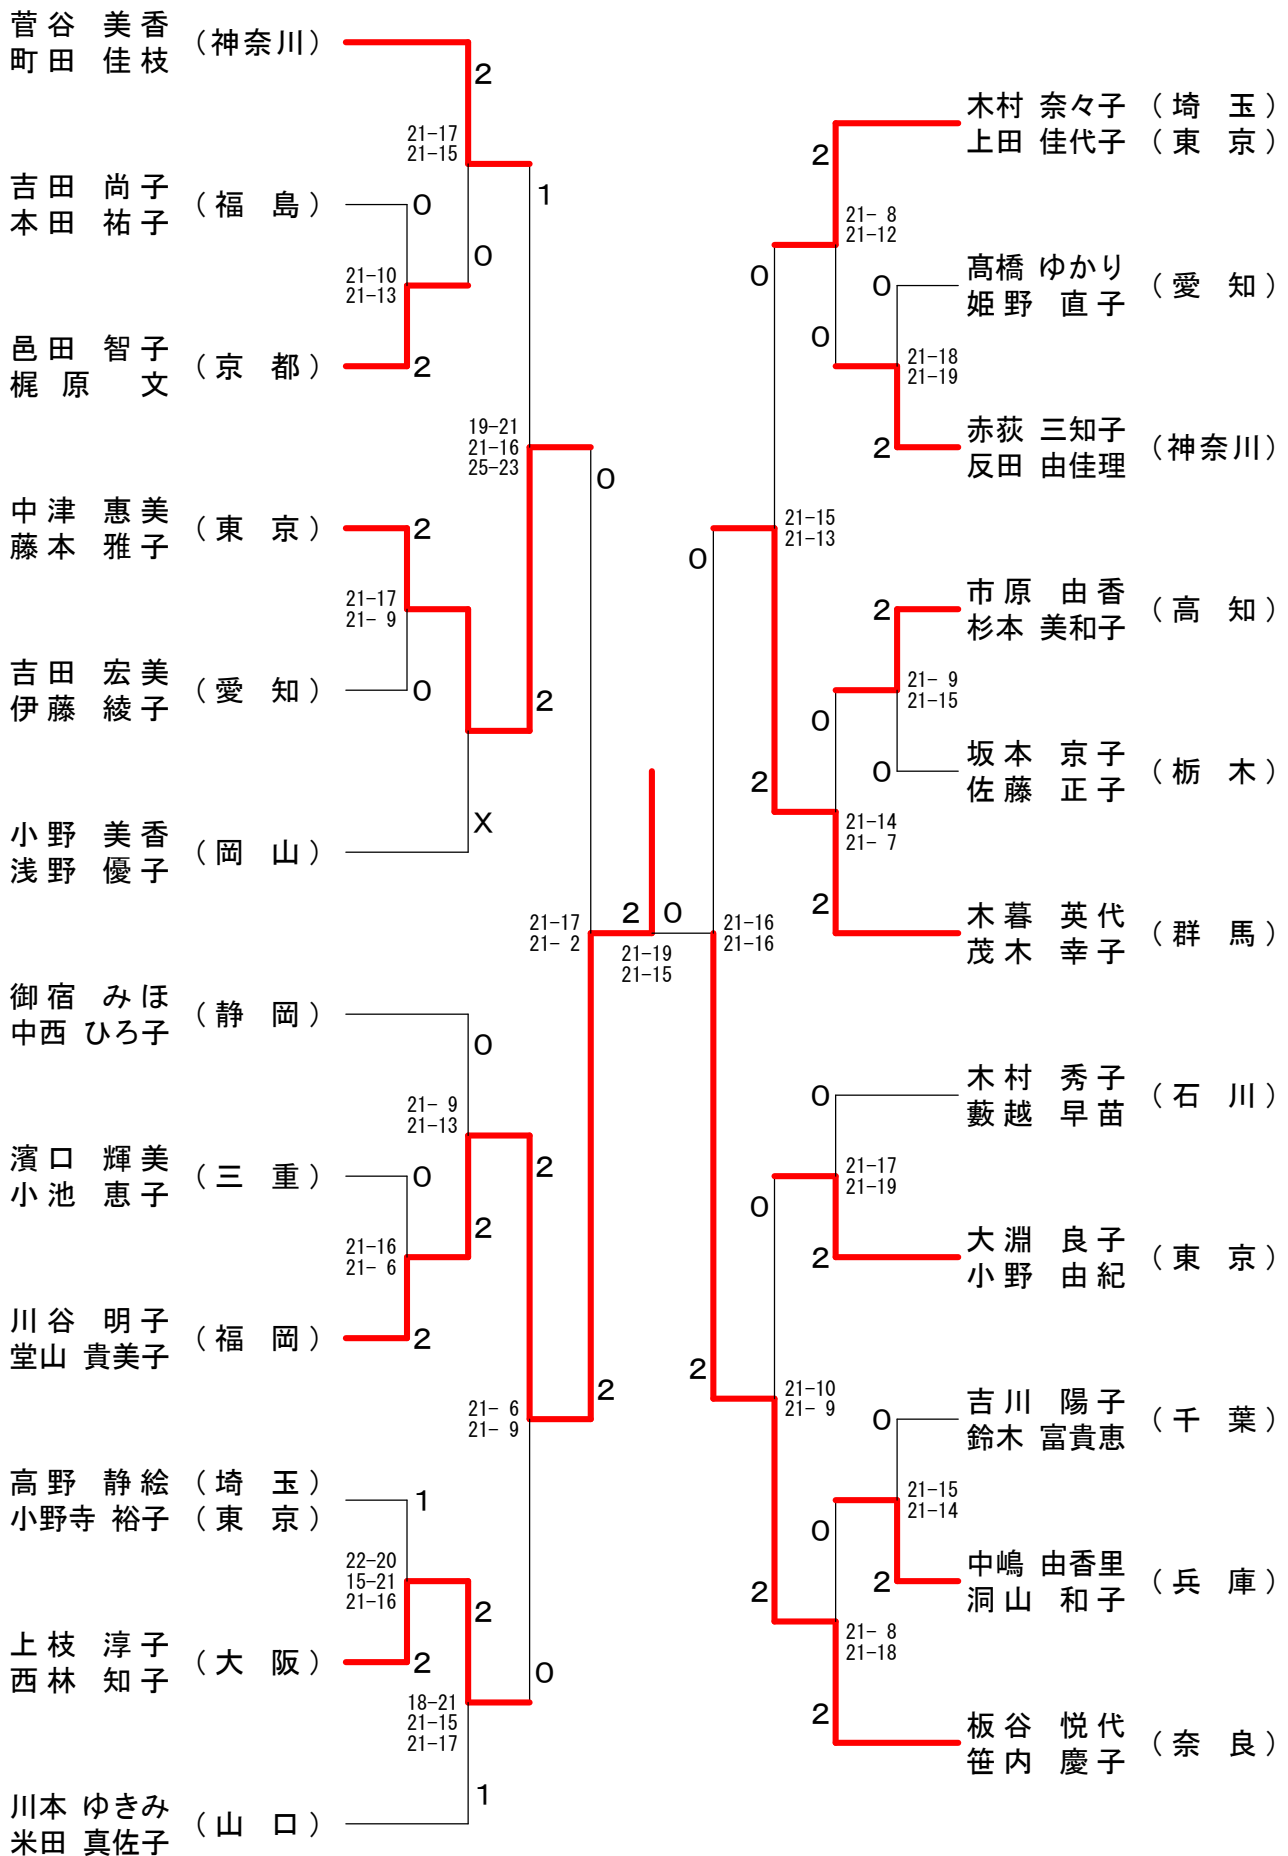 菅谷 美香
町田 佳枝
（神奈川）
2
21-17
21-15
1
吉田 尚子
本田 祐子
（福 島）
0
0
21-10
21-13
邑田 智子
梶原 文
（京 都）
2
19-21
21-16
25-23
0
中津 惠美
藤本 雅子
（東 京）
2
21-17
21- 9
吉田 宏美
伊藤 綾子
（愛 知）
0
2
小野 美香
浅野 優子
（岡 山）
X
21-17
21- 2
2
0
21-19
21-15
御宿 みほ
中西 ひろ子
（静 岡）
0
21- 9
21-13
2
濱口 輝美
小池 恵子
（三 重）
0
2
21-16
21- 6
川谷 明子
堂山 貴美子
（福 岡）
2
2
21- 6
21- 9
高野 静絵
小野寺 裕子
（埼 玉）
（東 京）
1
22-20
15-21
21-16
2
上枝 淳子
西林 知子
（大 阪）
2
0
18-21
21-15
21-17
川本 ゆきみ
米田 真佐子
（山 口）
1
木村 奈々子
上田 佳代子
（埼 玉）
（東 京）
2
21- 8
21-12
0
髙橋 ゆかり
姫野 直子
（愛 知）
0
0
21-18
21-19
赤荻 三知子
反田 由佳理
（神奈川）
2
21-15
21-13
0
市原 由香
杉本 美和子
（高 知）
2
21- 9
21-15
0
坂本 京子
佐藤 正子
（栃 木）
0
2
21-14
21- 7
木暮 英代
茂木 幸子
（群 馬）
2
21-16
21-16
木村 秀子
藪越 早苗
（石 川）
0
21-17
21-19
0
大淵 良子
小野 由紀
（東 京）
2
2
21-10
21- 9
吉川 陽子
鈴木 富貴恵
（千 葉）
0
21-15
21-14
0
中嶋 由香里
洞山 和子
（兵 庫）
2
2
21- 8
21-18
板谷 悦代
笹内 慶子
（奈 良）
2